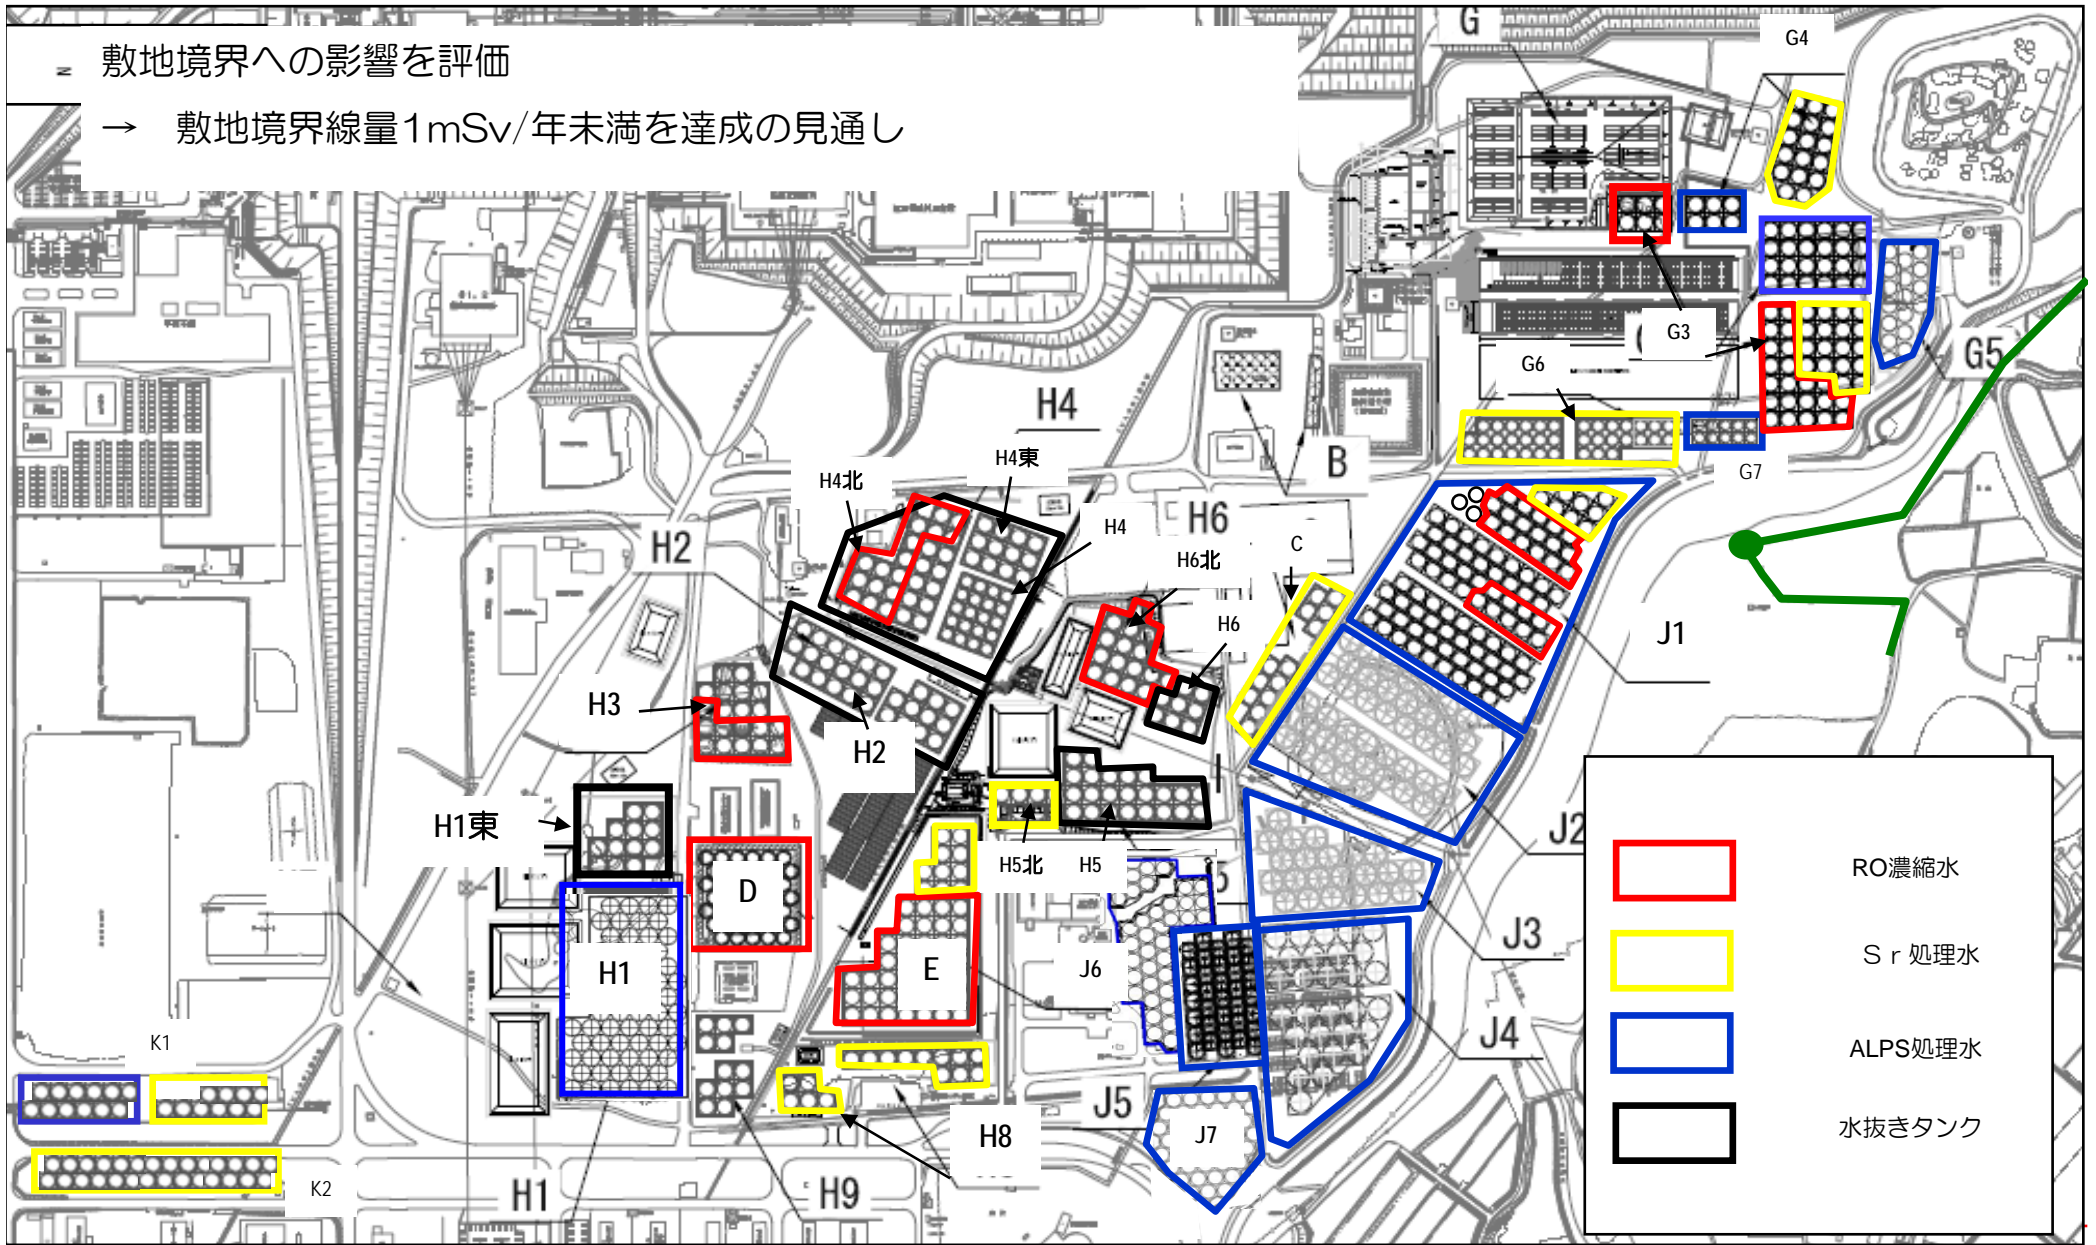 敷地境界への影響を評価
→ 敷地境界線量1mSv/年未満を達成の見通し
N
G
G4
G3
G5
G6
G7
H4
H4東
H4北
H4
B
H6
H6北
H6
C
H2
H2
H3
J1
H1東
D
H5北
H5
J2
H1
E
J6
J3
J4
K1
J5
J7
H8
K2
H1
H9
RO濃縮水
Sr処理水
ALPS処理水
水抜きタンク